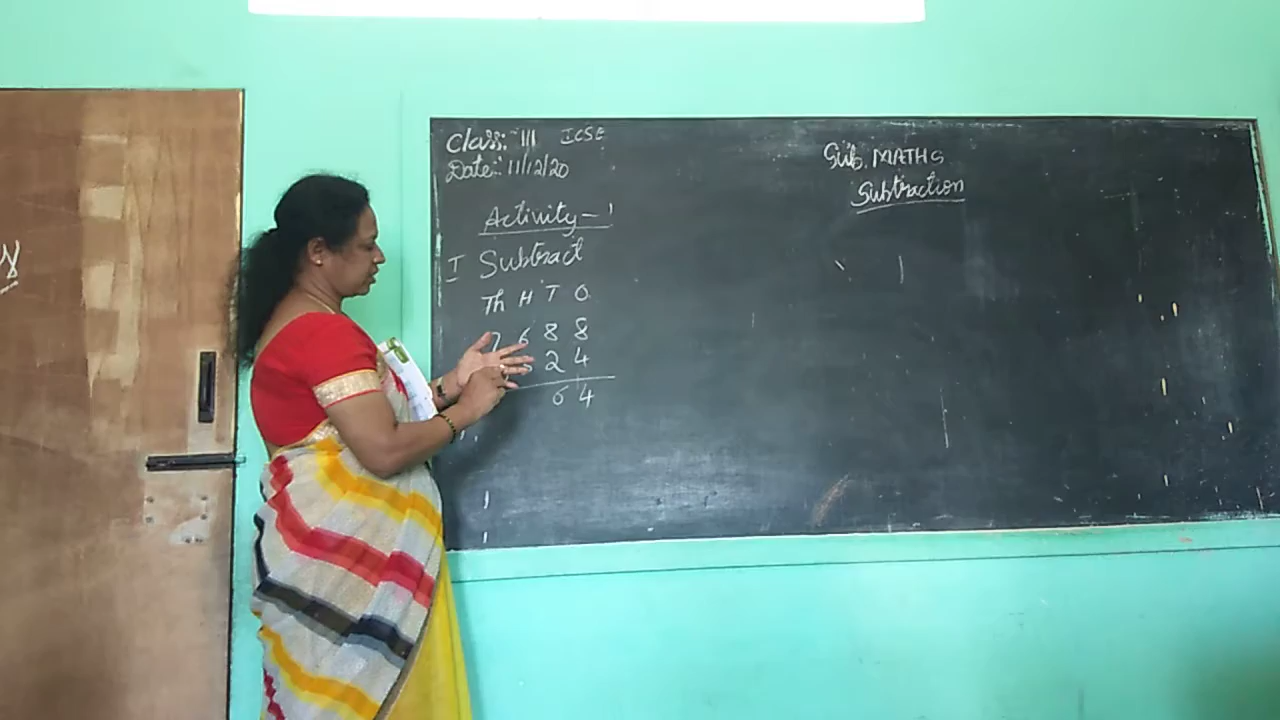 Class: III ICSE
Date: 11/12/20
Sub. MATHS
Subtraction
Activity - 1
I Subtract
Th H T O
7 6 8 8
2 4
6 4